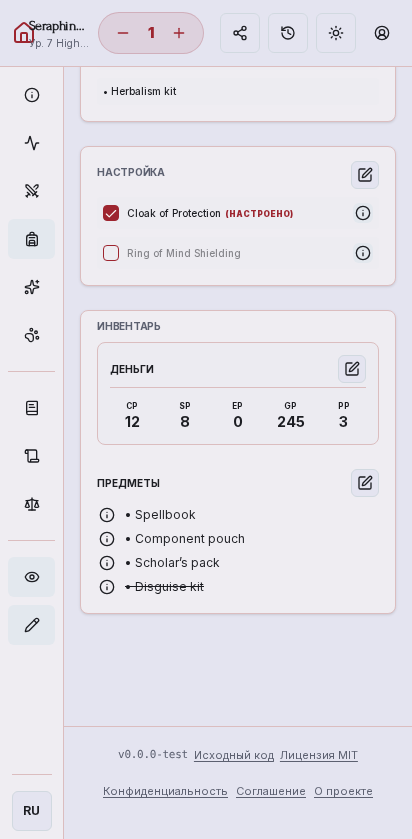 Seraphin...
Ур. 7 High...
1
• Herbalism kit
НАСТРОЙКА
Cloak of Protection (НАСТРОЕНО)
Ring of Mind Shielding
ИНВЕНТАРЬ
ДЕНЬГИ
CP SP EP GP PP
12 8 0 245 3
ПРЕДМЕТЫ
• Spellbook
• Component pouch
• Scholar's pack
• Disguise kit
v0.0.0-test Исходный код Лицензия MIT
Конфиденциальность Соглашение О проекте
RU